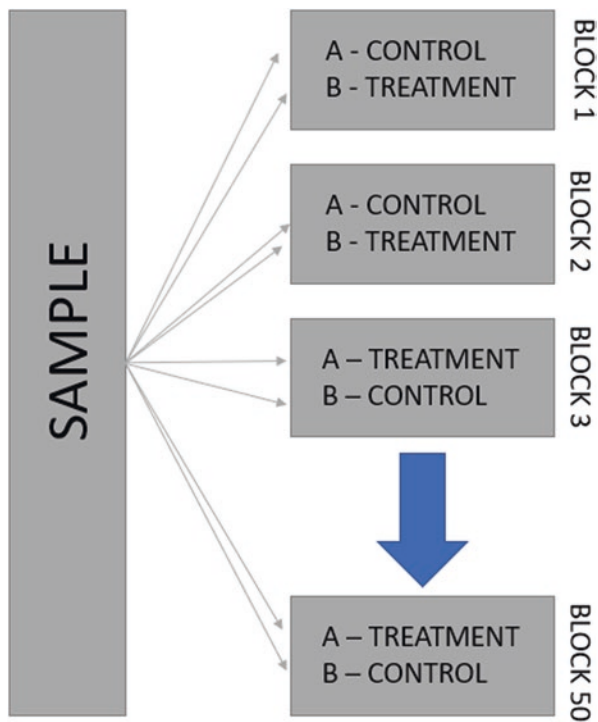 SAMPLE
A - CONTROL
B - TREATMENT
BLOCK 1
A - CONTROL
B - TREATMENT
BLOCK 2
A – TREATMENT
B – CONTROL
BLOCK 3
A – TREATMENT
B – CONTROL
BLOCK 50